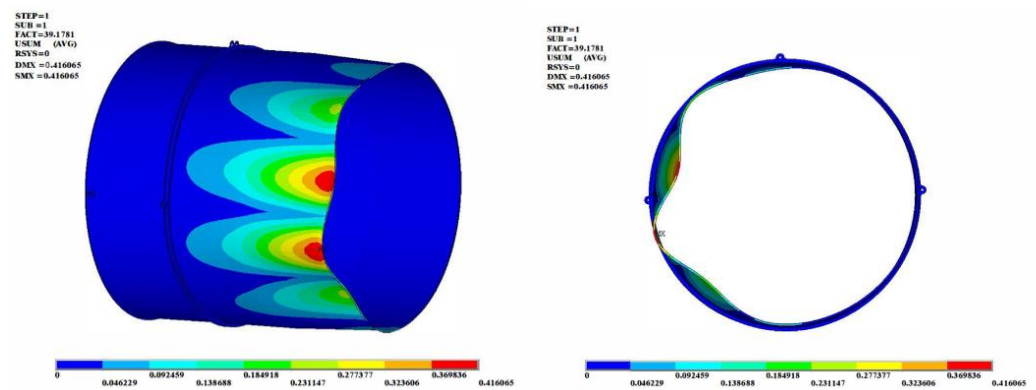 STEP=1
SUB =1
FACT=39.1781
USUM (AVG)
RSYS=0
DMX =0.416065
SMX =0.416065
0 0.092459 0.184918 0.277377 0.369836
0.046229 0.138688 0.231147 0.323606 0.416065
STEP=1
SUB =1
FACT=39.1781
USUM (AVG)
RSYS=0
DMX =0.416065
SMX =0.416065
MX
0 0.092459 0.184918 0.277377 0.369836
0.046229 0.138688 0.231147 0.323606 0.416065